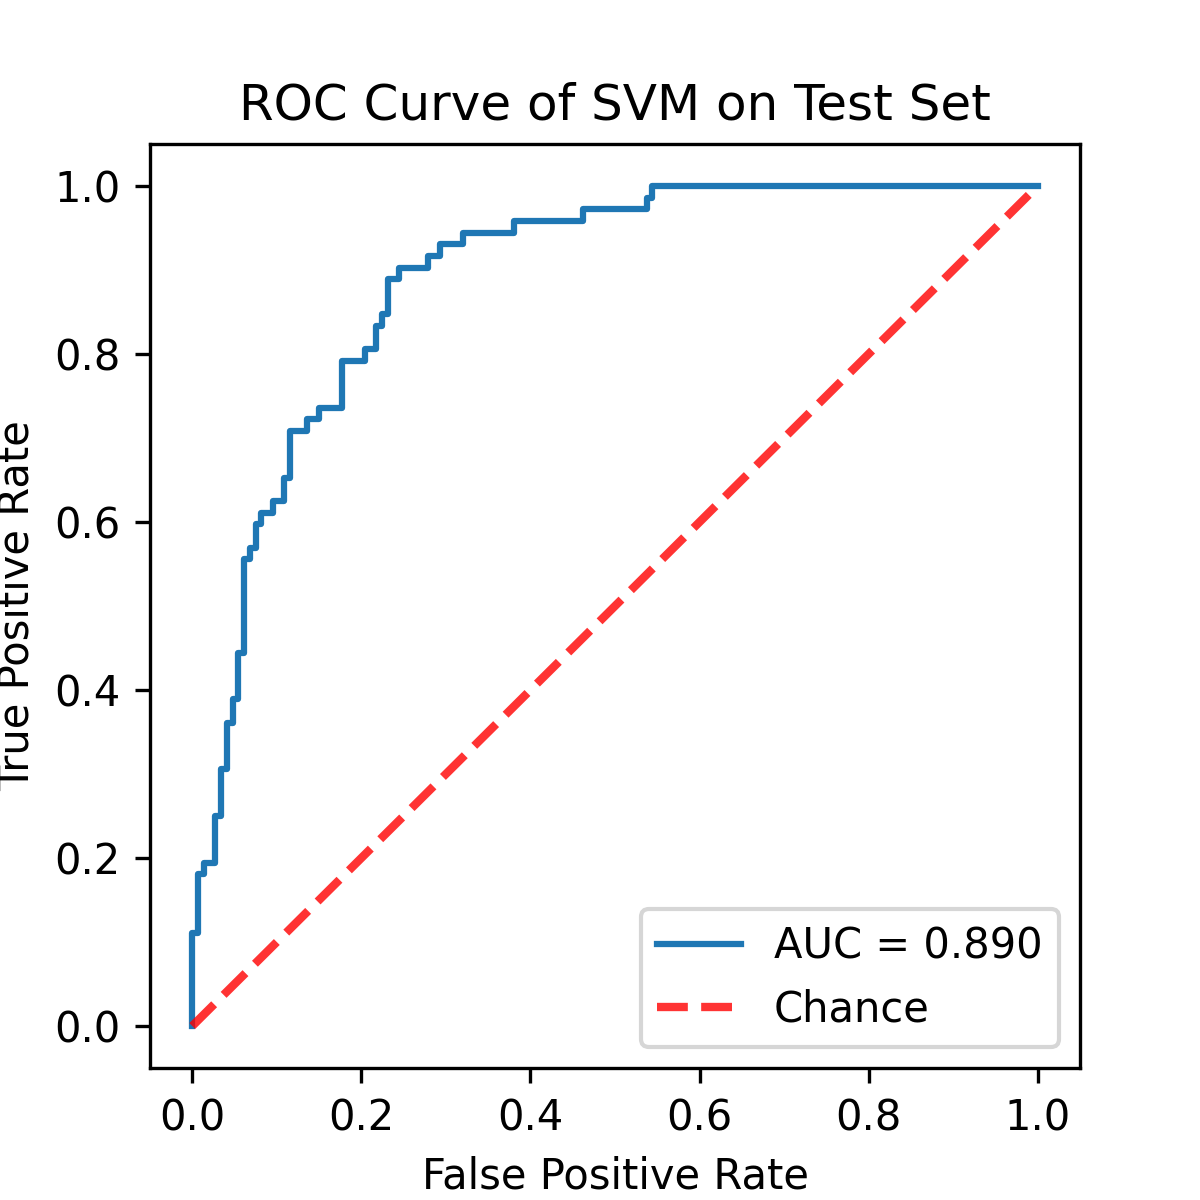 ROC Curve of SVM on Test Set
True Positive Rate
1.0
0.8
0.6
0.4
0.2
0.0
0.0 0.2 0.4 0.6 0.8 1.0
False Positive Rate
AUC = 0.890
Chance